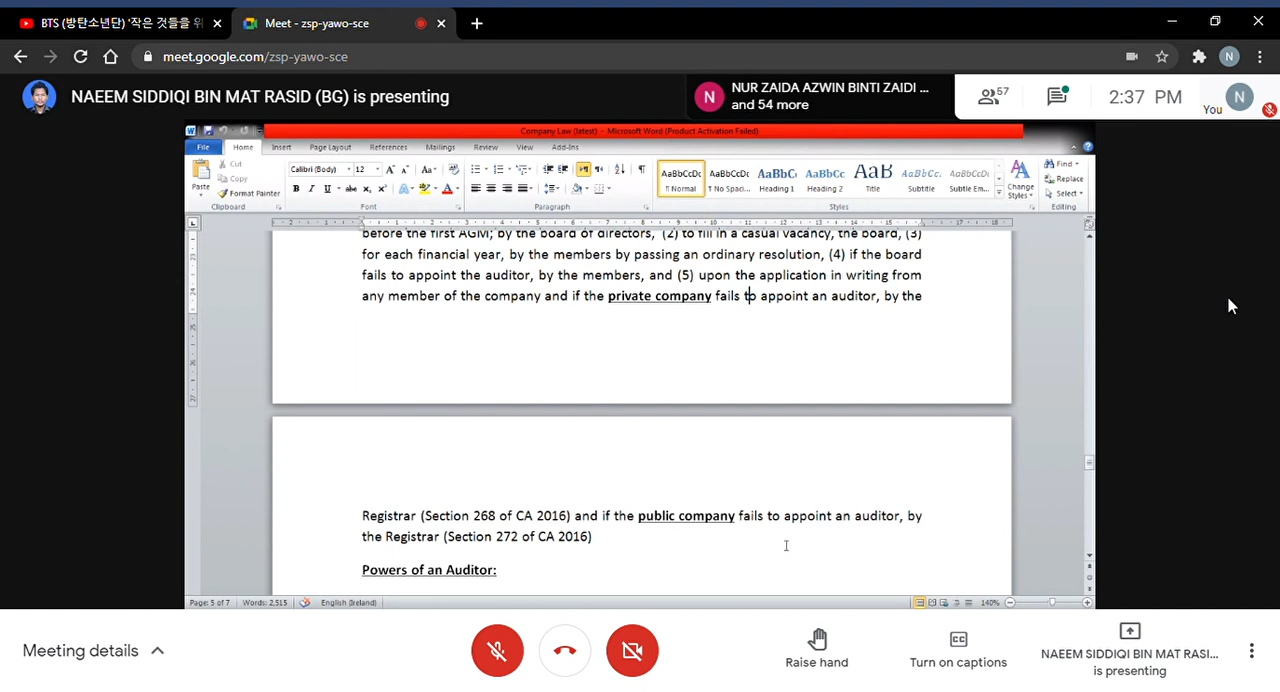 BTS (방탄소년단) '작은 것들을 위
Meet - zsp-yawo-sce
meet.google.com/zsp-yawo-sce
N
NAEEM SIDDIQI BIN MAT RASID (BG) is presenting
N
NUR ZAIDA AZWIN BINTI ZAIDI ...
and 54 more
57
2:37 PM
You
N
Company Law (latest) - Microsoft Word (Product Activation Failed)
File Home Insert Page Layout References Mailings Review View Add-Ins
Paste
Cut
Copy
Format Painter
Clipboard
Calibri (Body) 12
Font
Paragraph
AaBbCcDc
¶ Normal
AaBbCcDc
¶ No Spaci...
AaBbC
Heading 1
AaBbCc
Heading 2
AaB
Title
AaBbCc.
Subtitle
AaBbCcDc
Subtle Em...
Change
Styles
Styles
Find
Replace
Select
Editing
before the first AGM; by the board of directors, (2) to fill in a casual vacancy, the board, (3)
for each financial year, by the members by passing an ordinary resolution, (4) if the board
fails to appoint the auditor, by the members, and (5) upon the application in writing from
any member of the company and if the private company fails to appoint an auditor, by the
Registrar (Section 268 of CA 2016) and if the public company fails to appoint an auditor, by
the Registrar (Section 272 of CA 2016)
Powers of an Auditor:
Page: 5 of 7 Words: 2,515 English (Ireland) 140%
Meeting details
Raise hand
Turn on captions
NAEEM SIDDIQI BIN MAT RASI...
is presenting